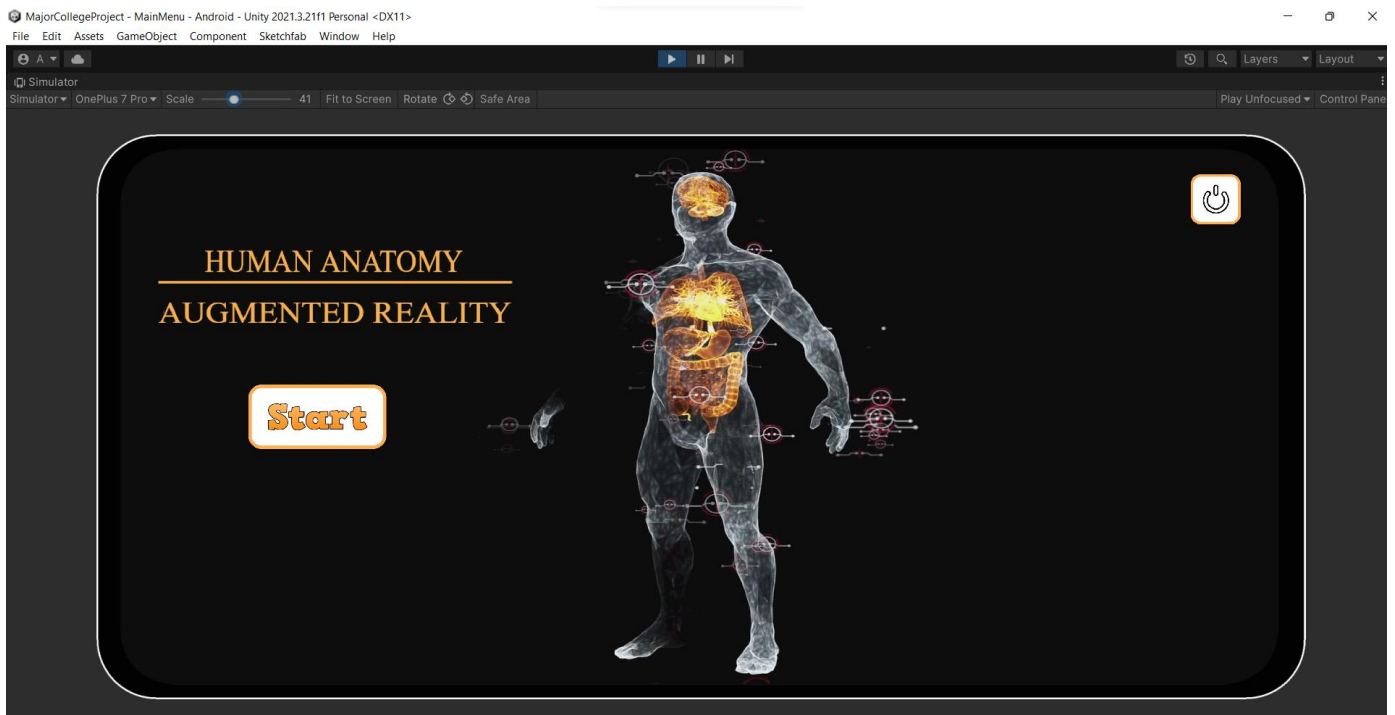 MajorCollegeProject - MainMenu - Android - Unity 2021.3.21f1 Personal <DX11>
File Edit Assets GameObject Component Sketchfab Window Help
A Layers Layout
Simulator
Simulator OnePlus 7 Pro Scale 41 Fit to Screen Rotate Safe Area Play Unfocused Control Pane
HUMAN ANATOMY
AUGMENTED REALITY
Start